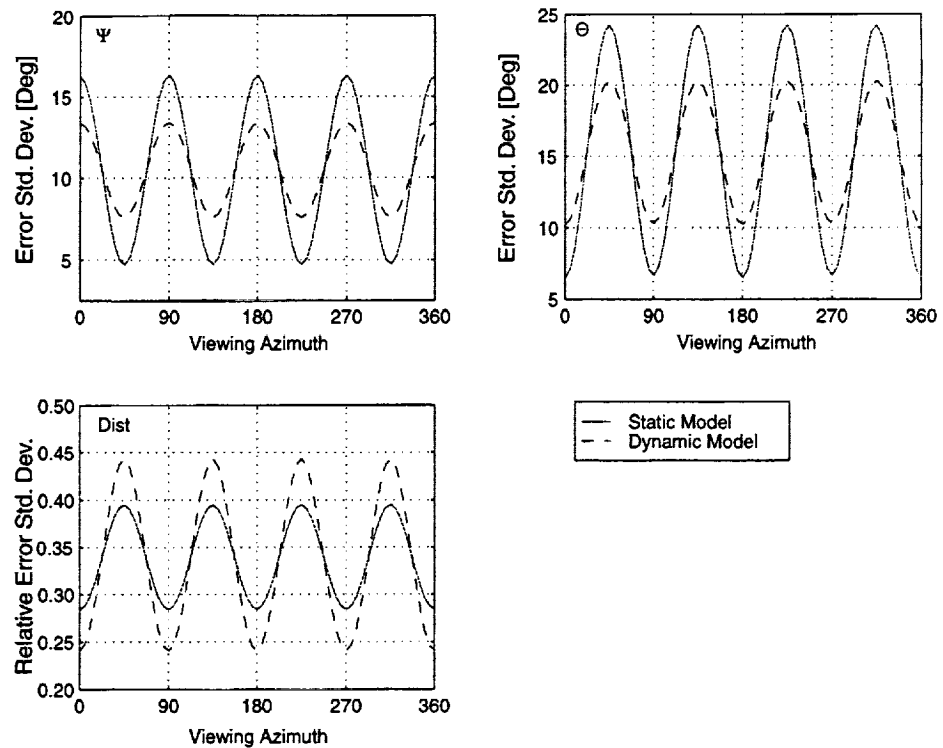 Ψ
Error Std. Dev. [Deg]
20
15
10
5
0 90 180 270 360
Viewing Azimuth
Θ
Error Std. Dev. [Deg]
25
20
15
10
5
0 90 180 270 360
Viewing Azimuth
Dist
Relative Error Std. Dev.
0.50
0.45
0.40
0.35
0.30
0.25
0.20
0 90 180 270 360
Viewing Azimuth
Static Model
Dynamic Model